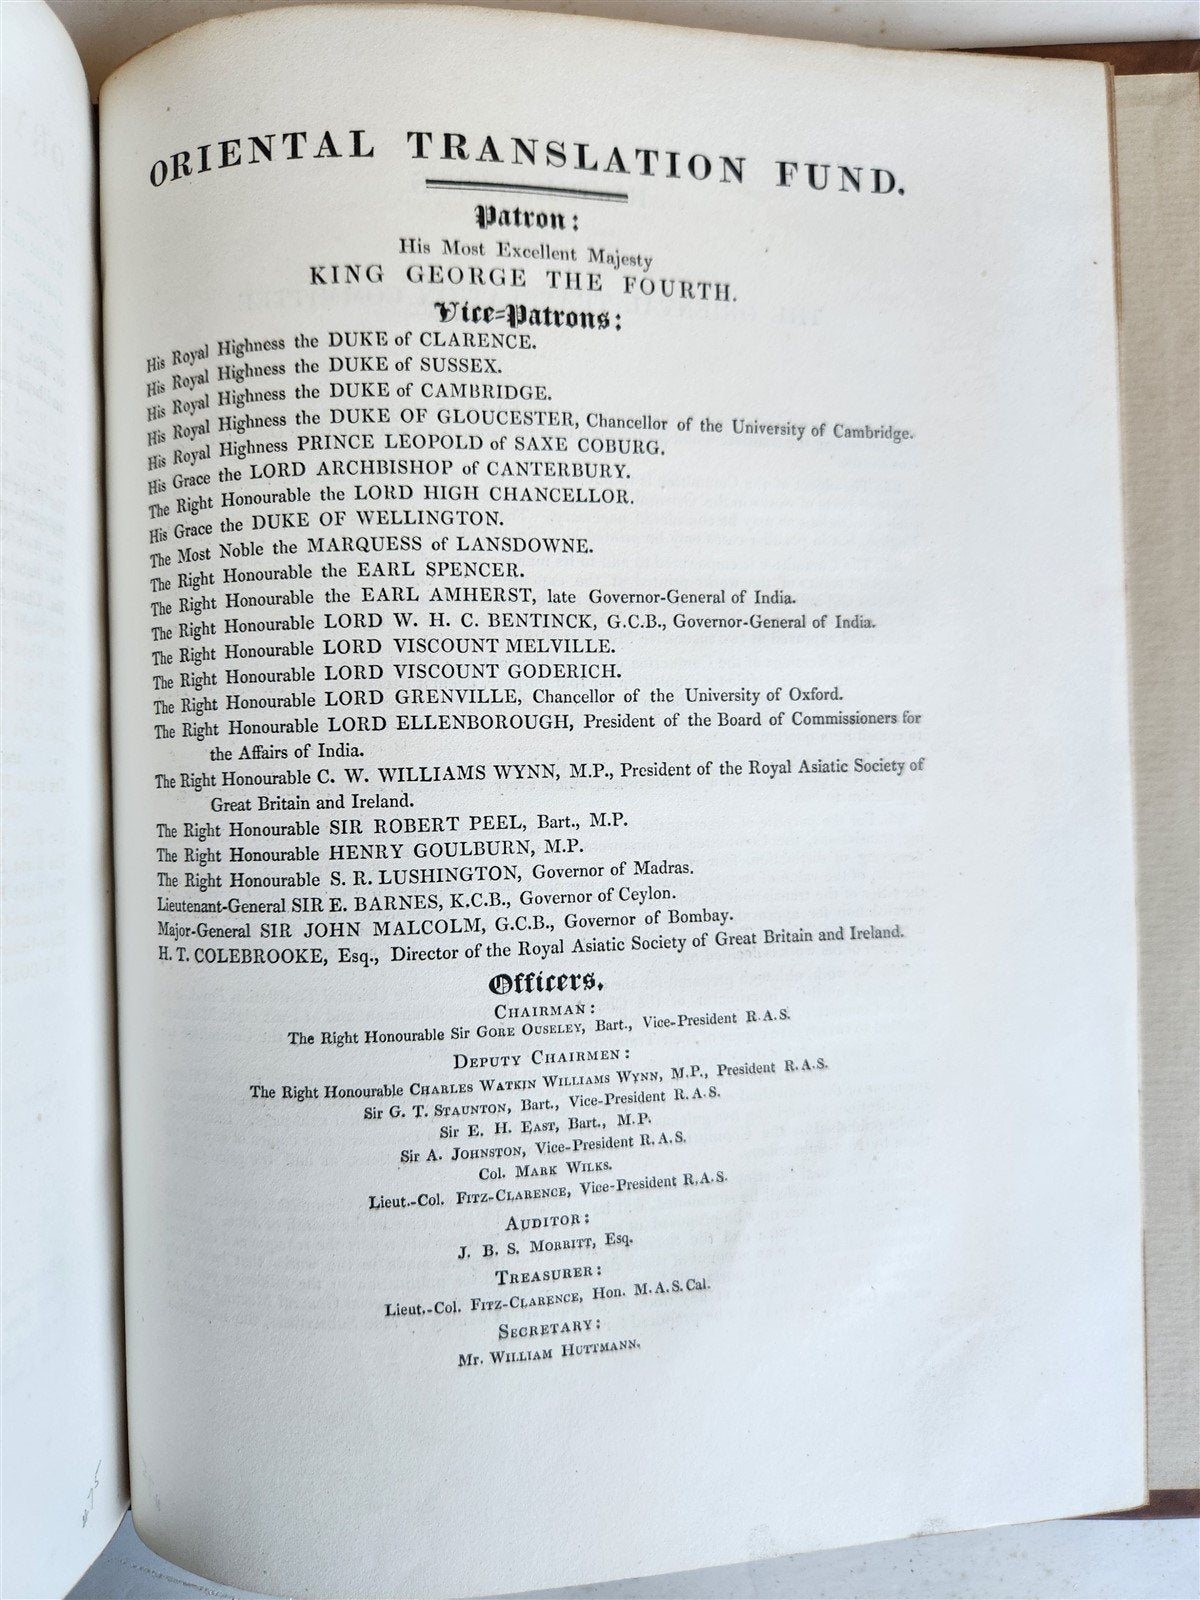 ORIENTAL TRANSLATION FUND.
Patron:
His Most Excellent Majesty
KING GEORGE THE FOURTH.
Vice-Patrons:
His Royal Highness the DUKE of CLARENCE.
His Royal Highness the DUKE of SUSSEX.
His Royal Highness the DUKE of CAMBRIDGE.
His Royal Highness the DUKE OF GLOUCESTER, Chancellor of the University of Cambridge.
His Royal Highness PRINCE LEOPOLD of SAXE COBURG.
His Grace the LORD ARCHBISHOP of CANTERBURY.
The Right Honourable the LORD HIGH CHANCELLOR.
His Grace the DUKE OF WELLINGTON.
The Most Noble the MARQUESS of LANSDOWNE.
The Right Honourable the EARL SPENCER.
The Right Honourable the EARL AMHERST, late Governor-General of India.
The Right Honourable LORD W. H. C. BENTINCK, G.C.B., Governor-General of India.
The Right Honourable LORD VISCOUNT MELVILLE.
The Right Honourable LORD VISCOUNT GODERICH.
The Right Honourable LORD GRENVILLE, Chancellor of the University of Oxford.
The Right Honourable LORD ELLENBOROUGH, President of the Board of Commissioners for
the Affairs of India.
The Right Honourable C. W. WILLIAMS WYNN, M.P., President of the Royal Asiatic Society of
Great Britain and Ireland.
The Right Honourable SIR ROBERT PEEL, Bart., M.P.
The Right Honourable HENRY GOULBURN, M.P.
The Right Honourable S. R. LUSHINGTON, Governor of Madras.
Lieutenant-General SIR E. BARNES, K.C.B., Governor of Ceylon.
Major-General SIR JOHN MALCOLM, G.C.B., Governor of Bombay.
H. T. COLEBROOKE, Esq., Director of the Royal Asiatic Society of Great Britain and Ireland.
Officers.
CHAIRMAN:
The Right Honourable Sir GORE OUSELEY, Bart., Vice-President R.A.S.
DEPUTY CHAIRMEN:
The Right Honourable CHARLES WATKIN WILLIAMS WYNN, M.P., President R.A.S.
Sir G. T. STAUNTON, Bart., Vice-President R.A.S.
Sir E. H. EAST, Bart., M.P.
Sir A. JOHNSTON, Vice-President R.A.S.
Col. MARK WILKS.
Lieut.-Col. FITZ-CLARENCE, Vice-President R.A.S.
AUDITOR:
J. B. S. MORRITT, Esq.
TREASURER:
Lieut.-Col. FITZ-CLARENCE, Hon. M.A.S. Cal.
SECRETARY:
Mr. WILLIAM HUTTMANN.